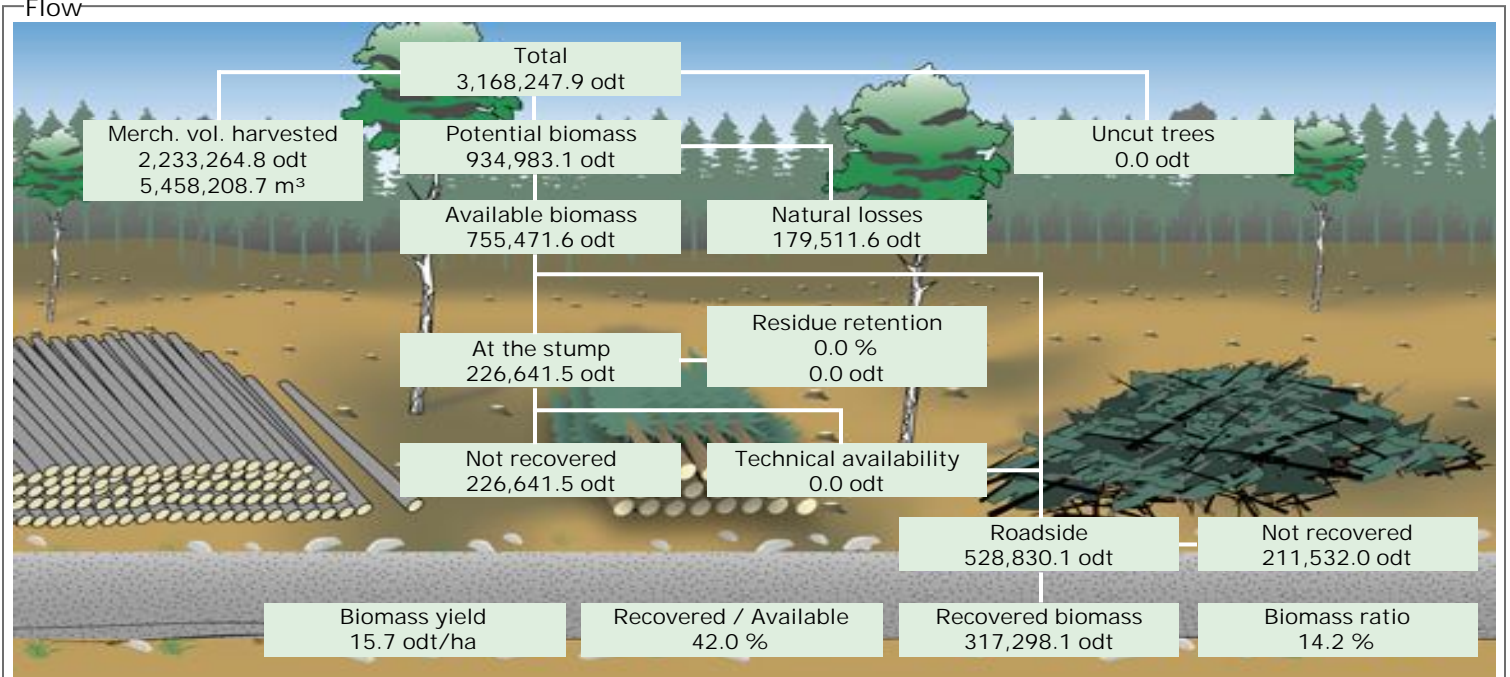 Flow
Total
3,168,247.9 odt
Merch. vol. harvested
2,233,264.8 odt
5,458,208.7 m³
Potential biomass
934,983.1 odt
Uncut trees
0.0 odt
Available biomass
755,471.6 odt
Natural losses
179,511.6 odt
At the stump
226,641.5 odt
Residue retention
0.0 %
0.0 odt
Not recovered
226,641.5 odt
Technical availability
0.0 odt
Roadside
528,830.1 odt
Not recovered
211,532.0 odt
Biomass yield
15.7 odt/ha
Recovered / Available
42.0 %
Recovered biomass
317,298.1 odt
Biomass ratio
14.2 %